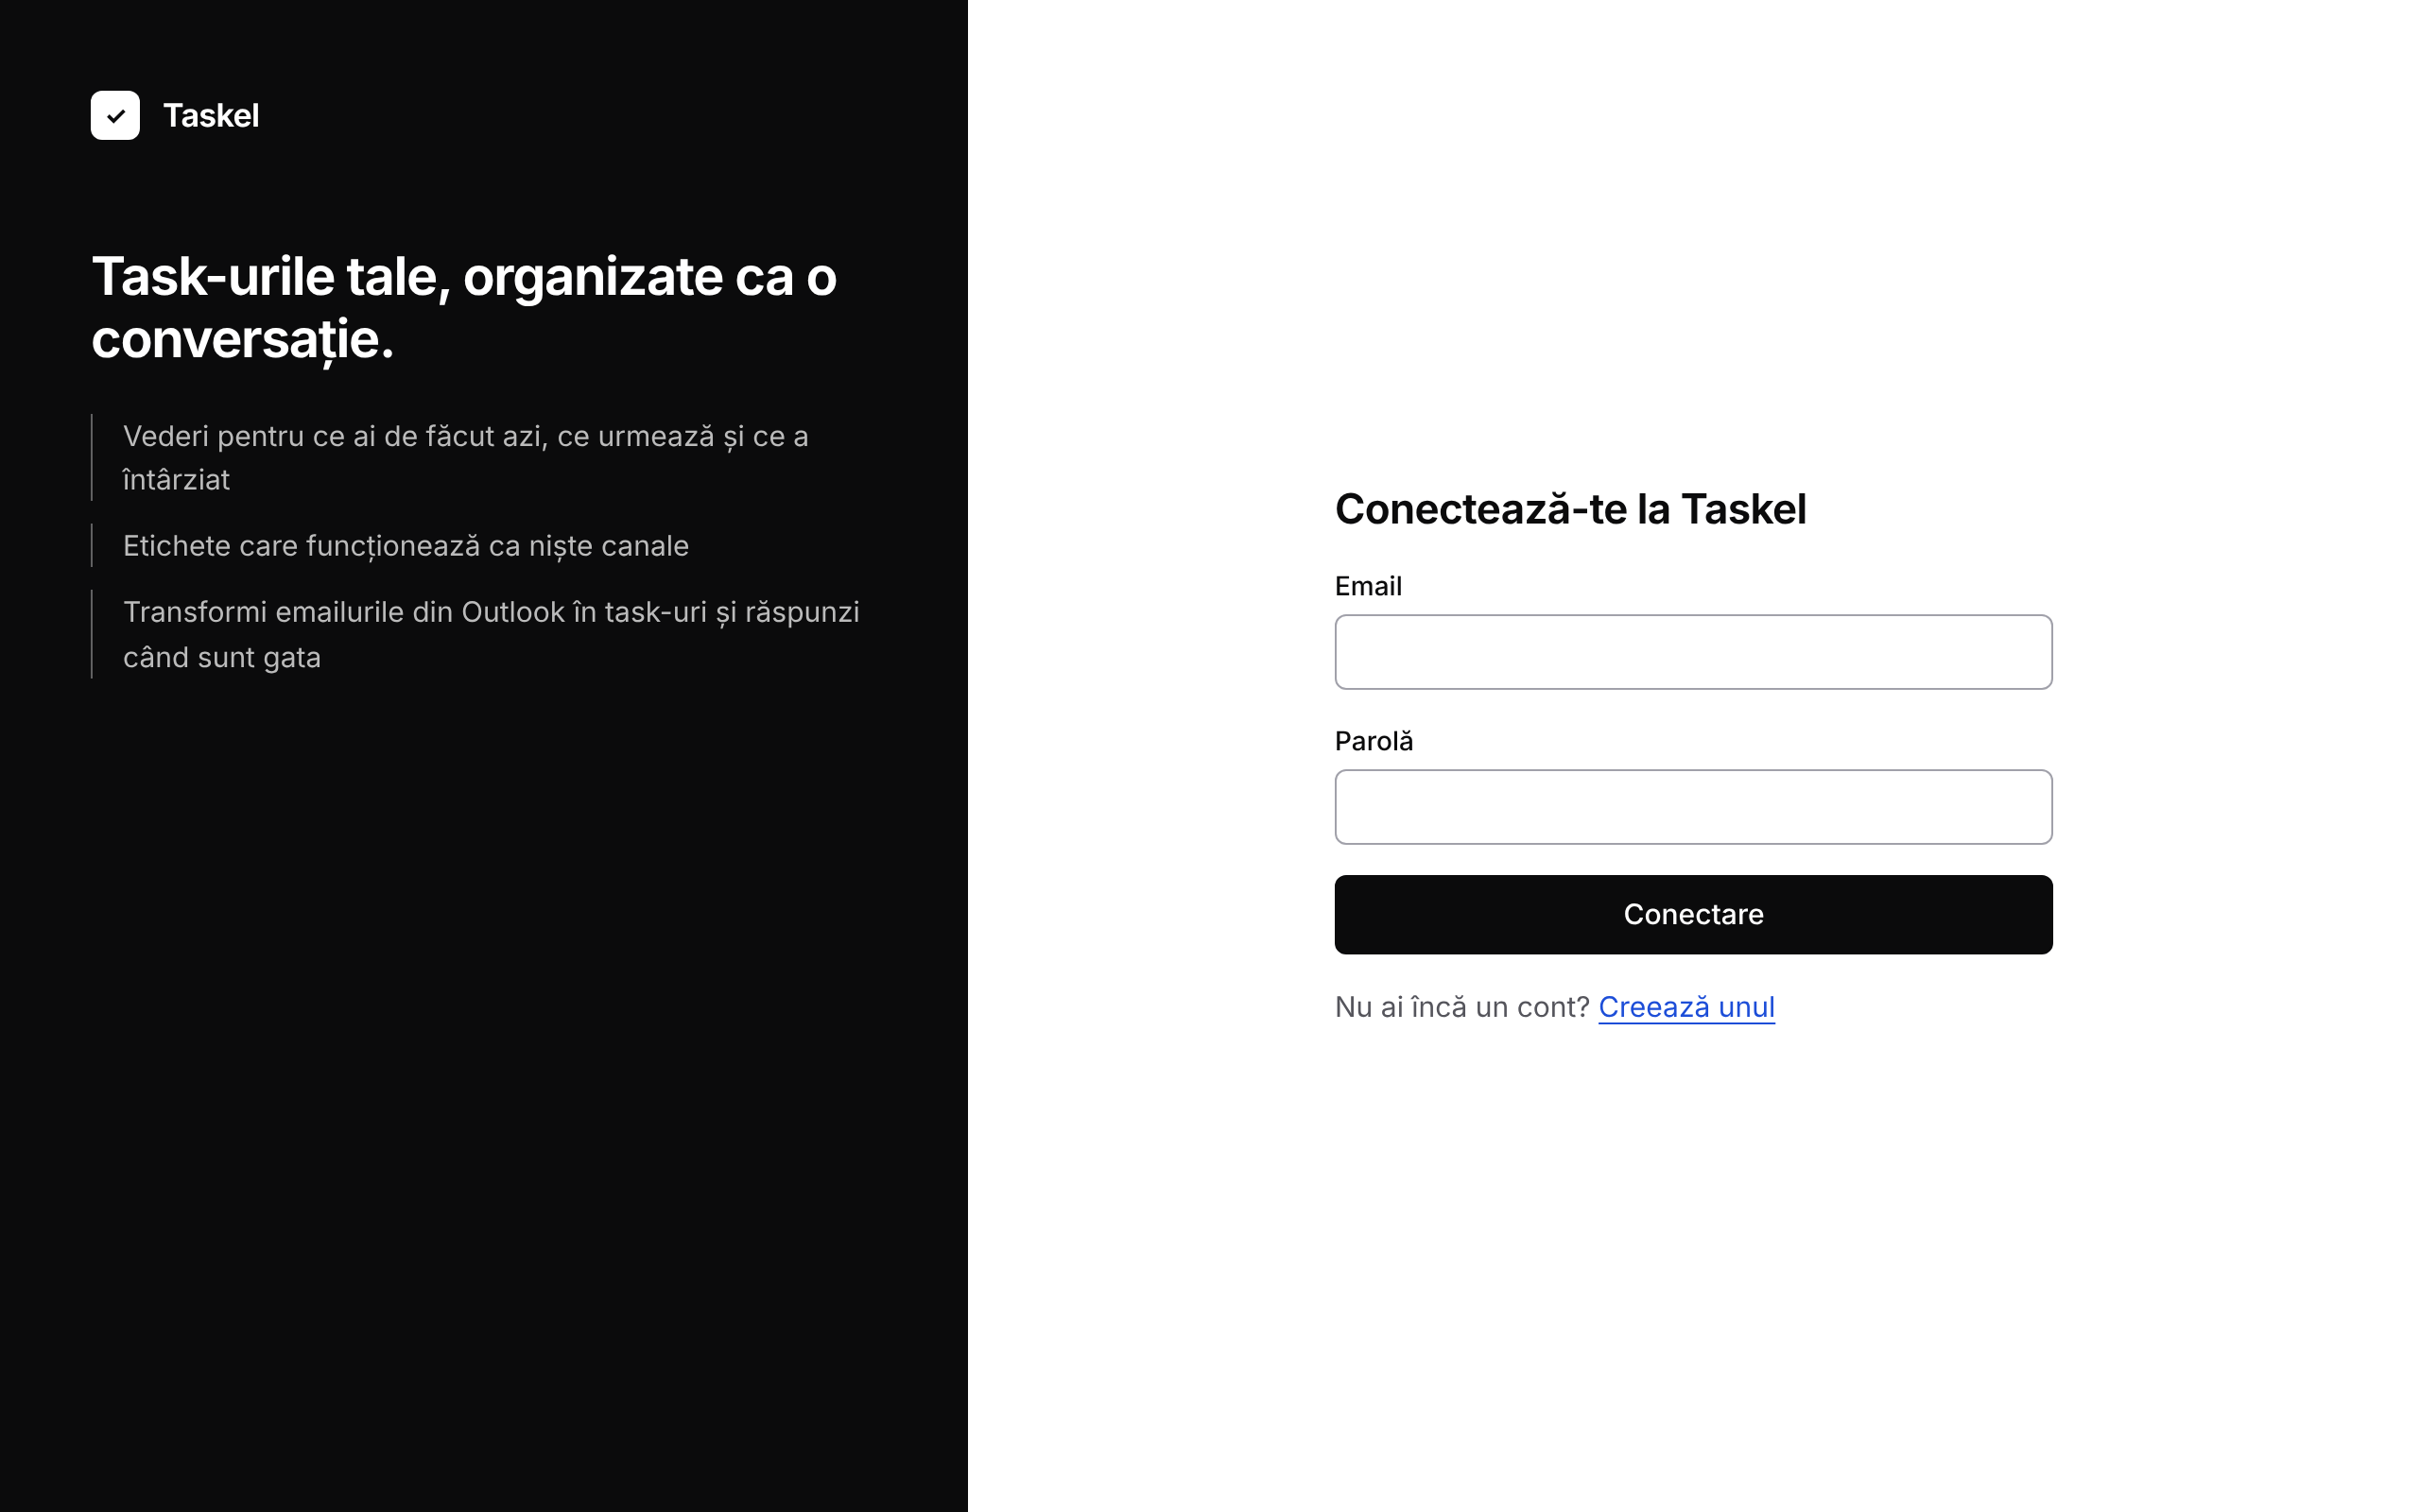 Taskel
Task-urile tale, organizate ca o
conversație.
Vederi pentru ce ai de făcut azi, ce urmează și ce a
întârziat
Etichete care funcționează ca niște canale
Transformi emailurile din Outlook în task-uri și răspunzi
când sunt gata
Conectează-te la Taskel
Email
Parolă
Conectare
Nu ai încă un cont? Creează unul